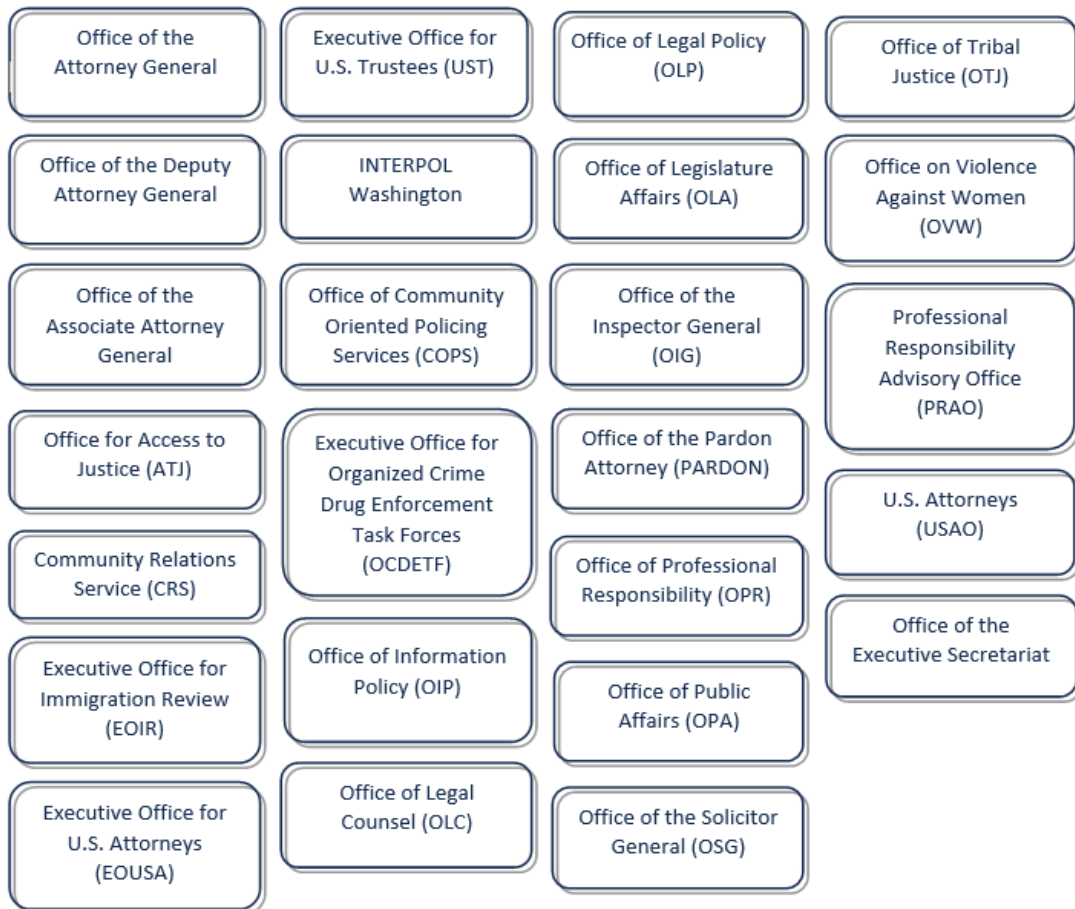 Office of the
Attorney General
Office of the Deputy
Attorney General
Office of the
Associate Attorney
General
Office for Access to
Justice (ATJ)
Community Relations
Service (CRS)
Executive Office for
Immigration Review
(EOIR)
Executive Office for
U.S. Attorneys
(EOUSA)
Executive Office for
U.S. Trustees (UST)
INTERPOL
Washington
Office of Community
Oriented Policing
Services (COPS)
Executive Office for
Organized Crime
Drug Enforcement
Task Forces
(OCDETF)
Office of Information
Policy (OIP)
Office of Legal
Counsel (OLC)
Office of Legal Policy
(OLP)
Office of Legislature
Affairs (OLA)
Office of the
Inspector General
(OIG)
Office of the Pardon
Attorney (PARDON)
Office of Professional
Responsibility (OPR)
Office of Public
Affairs (OPA)
Office of the Solicitor
General (OSG)
Office of Tribal
Justice (OTJ)
Office on Violence
Against Women
(OVW)
Professional
Responsibility
Advisory Office
(PRAO)
U.S. Attorneys
(USAO)
Office of the
Executive Secretariat